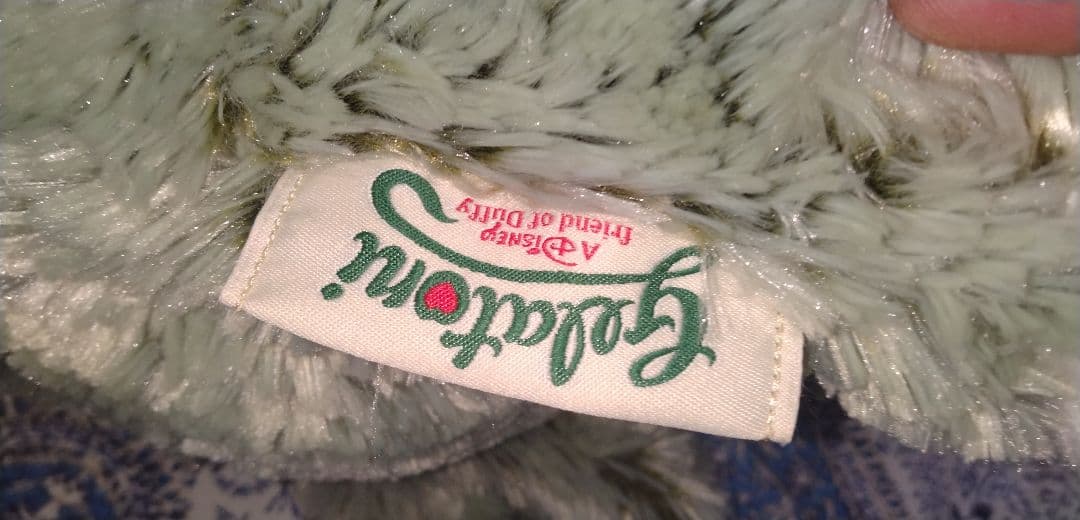 Gelatoni
A Disney
friend of Duffy